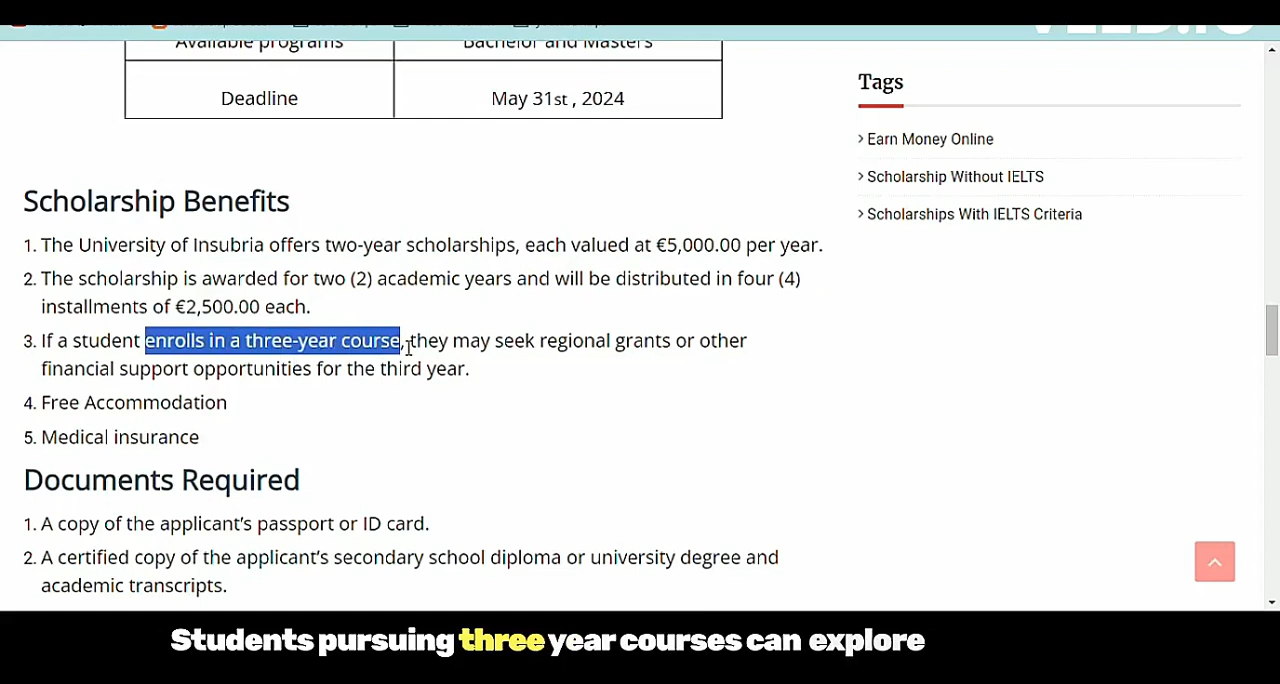 Available programs Bachelor and Masters
Deadline May 31st , 2024
Tags
> Earn Money Online
> Scholarship Without IELTS
> Scholarships With IELTS Criteria
Scholarship Benefits
1. The University of Insubria offers two-year scholarships, each valued at €5,000.00 per year.
2. The scholarship is awarded for two (2) academic years and will be distributed in four (4)
installments of €2,500.00 each.
3. If a student enrolls in a three-year course, they may seek regional grants or other
financial support opportunities for the third year.
4. Free Accommodation
5. Medical insurance
Documents Required
1. A copy of the applicant’s passport or ID card.
2. A certified copy of the applicant’s secondary school diploma or university degree and
academic transcripts.
Students pursuing three year courses can explore